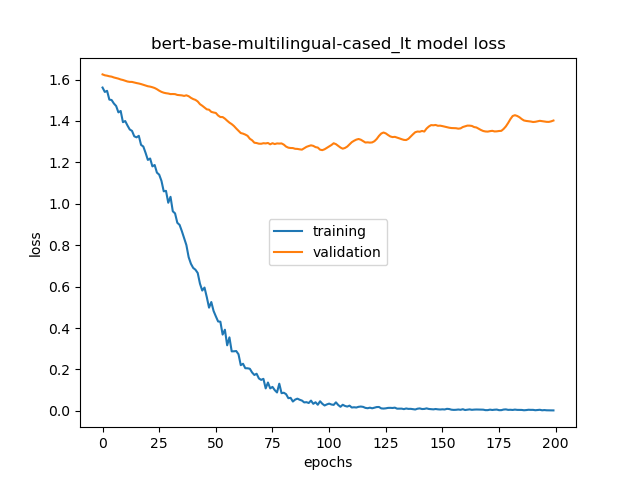 bert-base-multilingual-cased_lt model loss
loss
1.6
1.4
1.2
1.0
0.8
0.6
0.4
0.2
0.0
training
validation
0 25 50 75 100 125 150 175 200
epochs